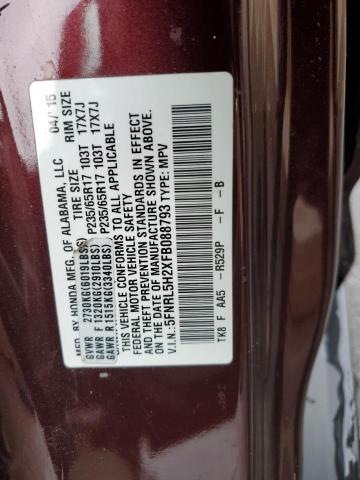 MFD. BY HONDA MFG. OF ALABAMA, LLC 04/15
TIRE SIZE RIM SIZE
GVWR 2730KG(6019LBS)
GAWR F 1320KG(2910LBS) P235/65R17 103T 17X7J
GAWR R 1515KG(3340LBS) P235/65R17 103T 17X7J
THIS VEHICLE CONFORMS TO ALL APPLICABLE
FEDERAL MOTOR VEHICLE SAFETY
& THEFT PREVENTION STANDARDS IN EFFECT
ON THE DATE OF MANUFACTURE SHOWN ABOVE.
V.I.N.: 5FNRL5H2XFB088793 TYPE: MPV
TK8 F AA5 - R529P - F - B